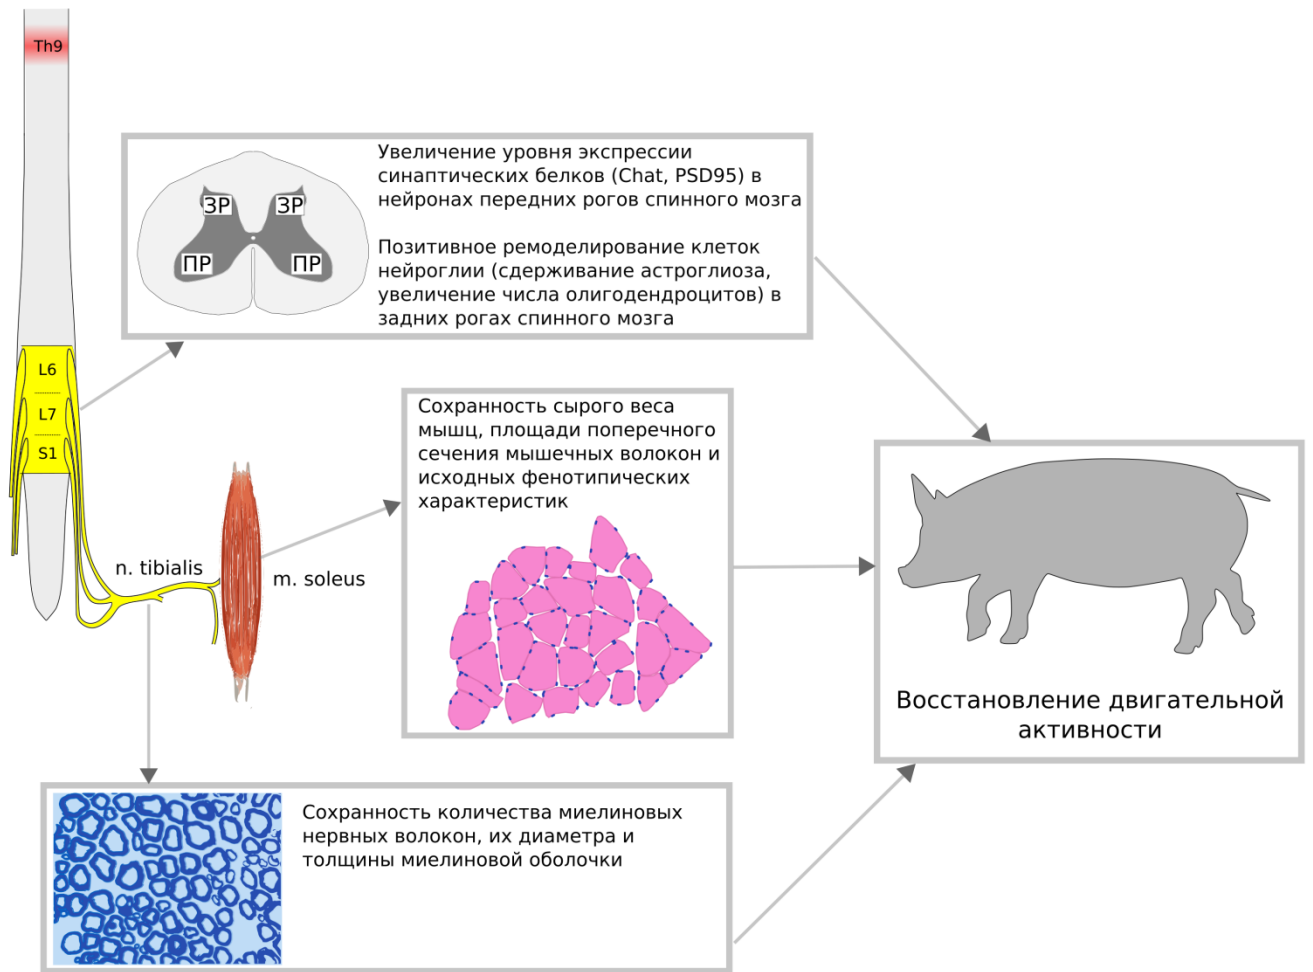 Th9
Увеличение уровня экспрессии
синаптических белков (Chat, PSD95) в
нейронах передних рогов спинного мозга
ЗР
ЗР
ПР
ПР
Позитивное ремоделирование клеток
нейроглии (сдерживание астроглиоза,
увеличение числа олигодендроцитов) в
задних рогах спинного мозга
L6
L7
S1
Сохранность сырого веса
мышц, площади поперечного
сечения мышечных волокон и
исходных фенотипических
характеристик
n. tibialis
m. soleus
Восстановление двигательной
активности
Сохранность количества миелиновых
нервных волокон, их диаметра и
толщины миелиновой оболочки